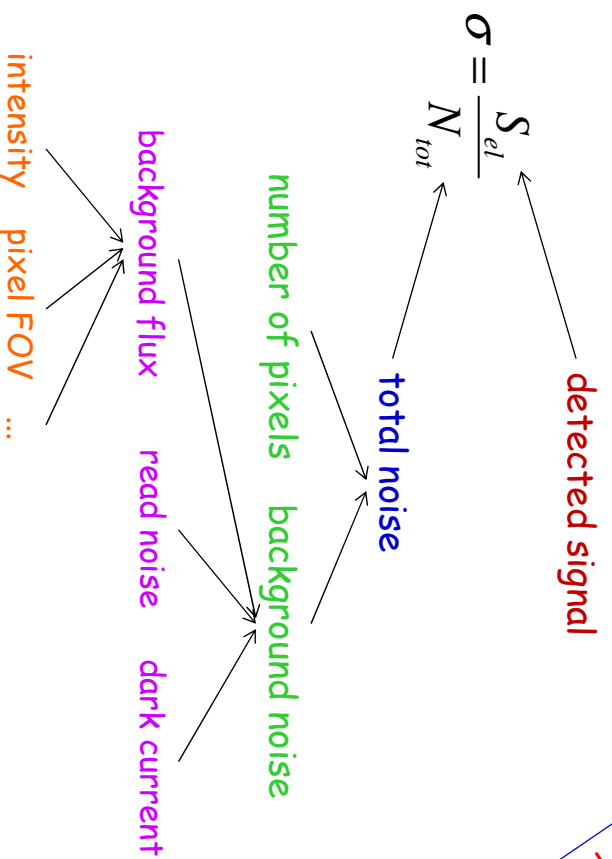 detected signal
σ = S_el / N_tot
total noise
number of pixels background noise
background flux read noise dark current
intensity pixel FOV ...